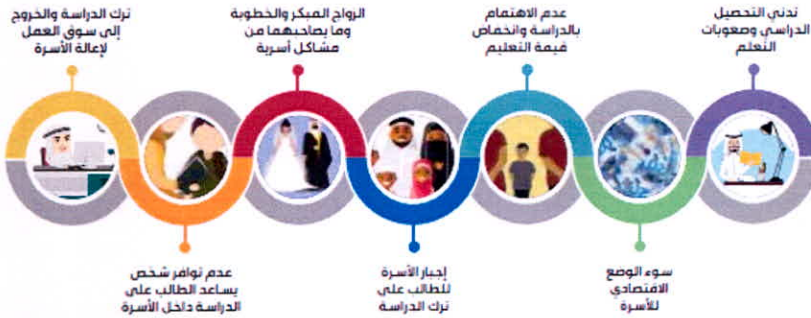 تدني التحصيل
الدراسي وصعوبات
التعلم
سوء الوضع
الاقتصادي
للأسرة
عدم الاهتمام
بالدراسة وانخماض
قيمة التعليم
إجبار الأسرة
للطالب على
ترك الدراسة
الزواج المبكر والخطوبة
وما يصاحبهما من
مشاكل أسرية
عدم توافر شخص
يساعد الطالب على
الدراسة داخل الأسرة
ترك الدراسة والخروج
إلى سوق العمل
لإعالة الأسرة